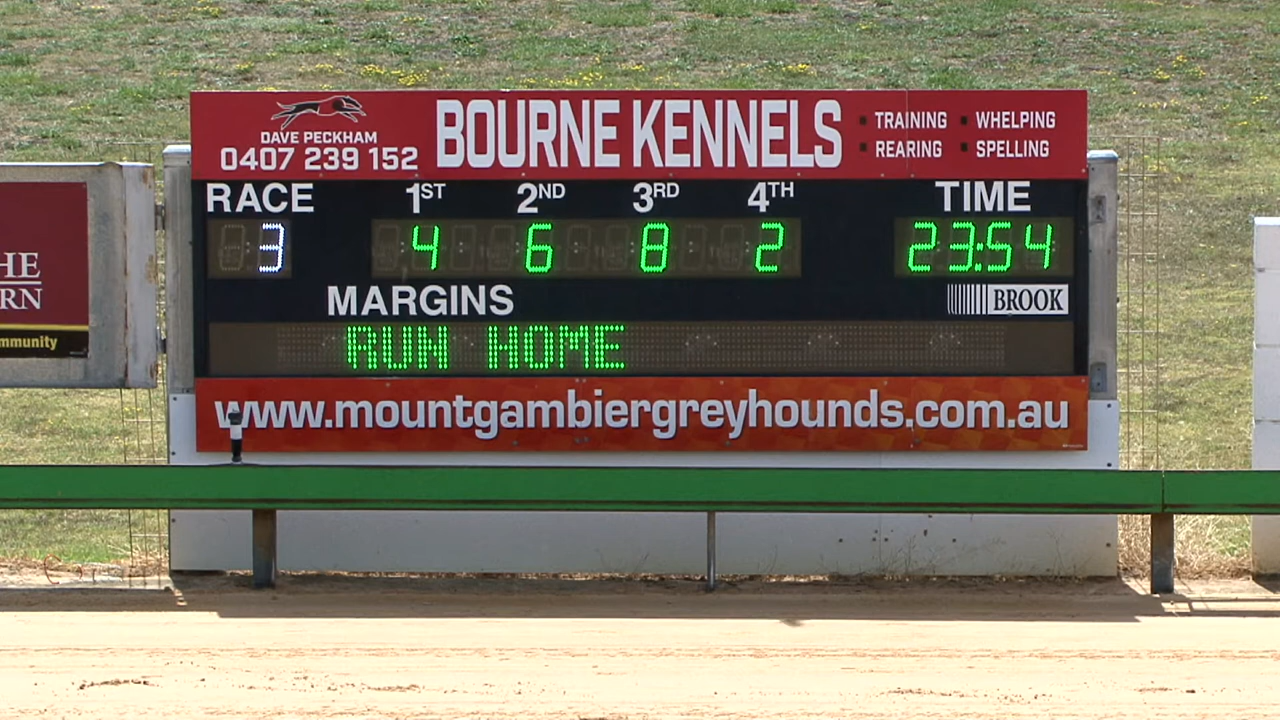 DAVE PECKHAM
0407 239 152
BOURNE KENNELS
TRAINING
REARING
WHELPING
SPELLING
RACE 1ST 2ND 3RD 4TH TIME
3 4 6 8 2 23:54
MARGINS
BROOK
RUN HOME
www.mountgambiergreyhounds.com.au
HE
RN
mmunity